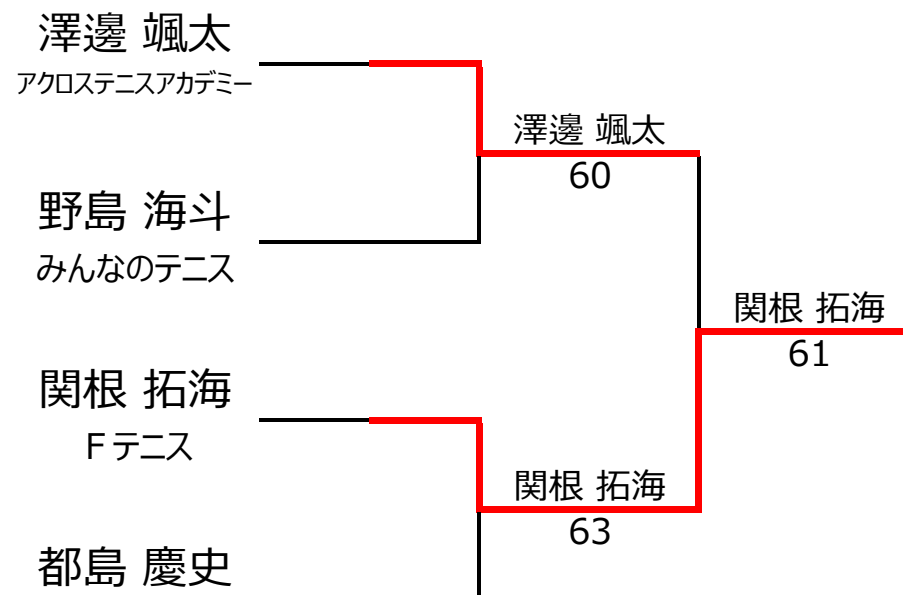 澤邊 颯太
アクロステニスアカデミー
澤邊 颯太
60
野島 海斗
みんなのテニス
関根 拓海
61
関根 拓海
Fテニス
関根 拓海
63
都島 慶史